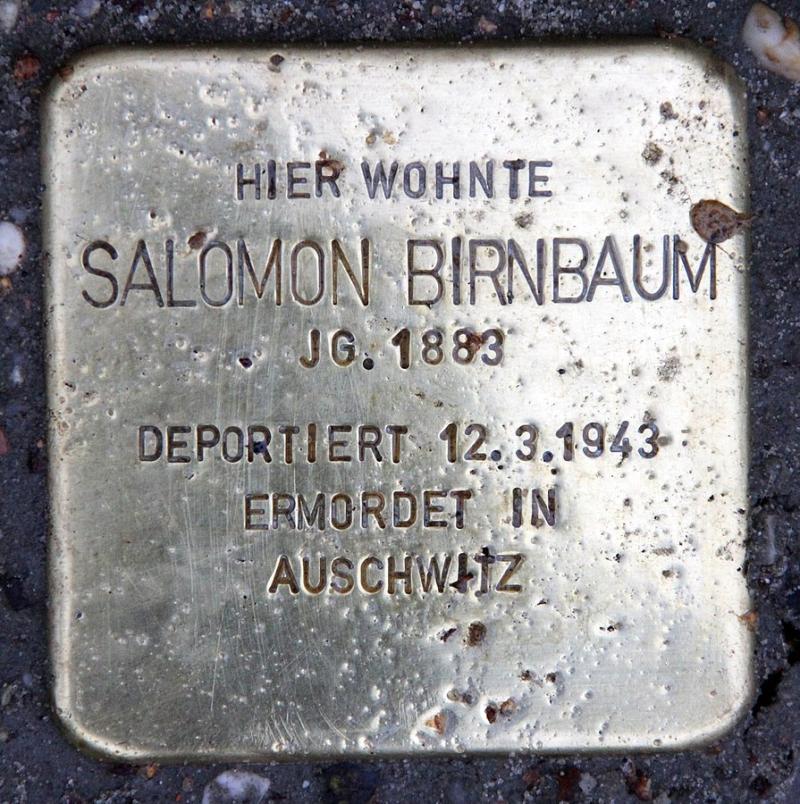 HIER WOHNTE
SALOMON BIRNBAUM
JG. 1883
DEPORTIERT 12.3.1943
ERMORDET IN
AUSCHWITZ